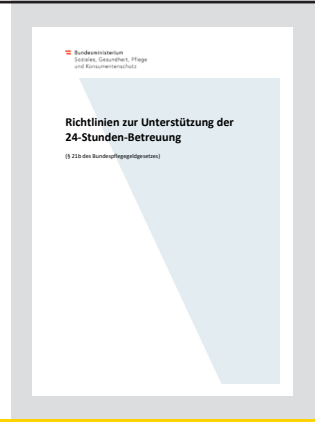 Bundesministerium
Soziales, Gesundheit, Pflege
und Konsumentenschutz
Richtlinien zur Unterstützung der
24-Stunden-Betreuung
(§ 21b des Bundespflegegeldgesetzes)